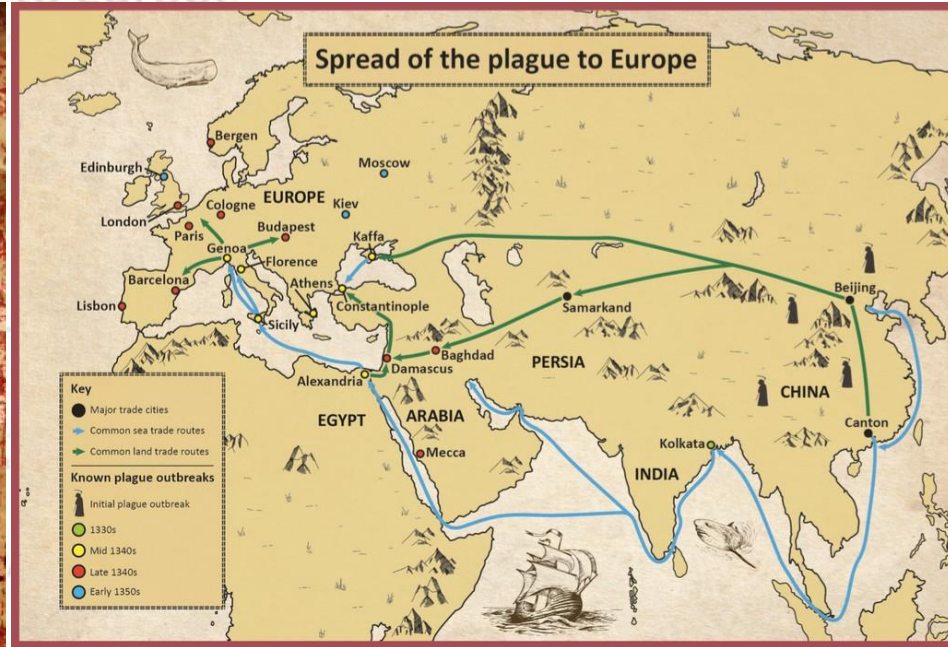 Spread of the plague to Europe
Bergen
Edinburgh
Moscow
EUROPE
London
Cologne
Kiev
Paris
Budapest
Kaffa
Genoa
Florence
Barcelona
Athens
Beijing
Lisbon
Constantinople
Samarkand
Sicily
Baghdad
Damascus
PERSIA
Alexandria
CHINA
EGYPT
ARABIA
Canton
Mecca
Kolkata
INDIA
Key
Major trade cities
Common sea trade routes
Common land trade routes
Known plague outbreaks
Initial plague outbreak
1330s
Mid 1340s
Late 1340s
Early 1350s